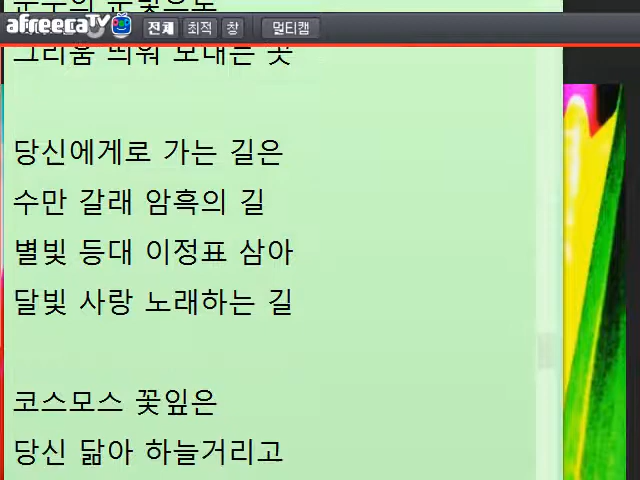 afreecaTV 전체 최적 창 멀티캠
그리움 띄워 보내는 곳
당신에게로 가는 길은
수만 갈래 암흑의 길
별빛 등대 이정표 삼아
달빛 사랑 노래하는 길
코스모스 꽃잎은
당신 닮아 하늘거리고